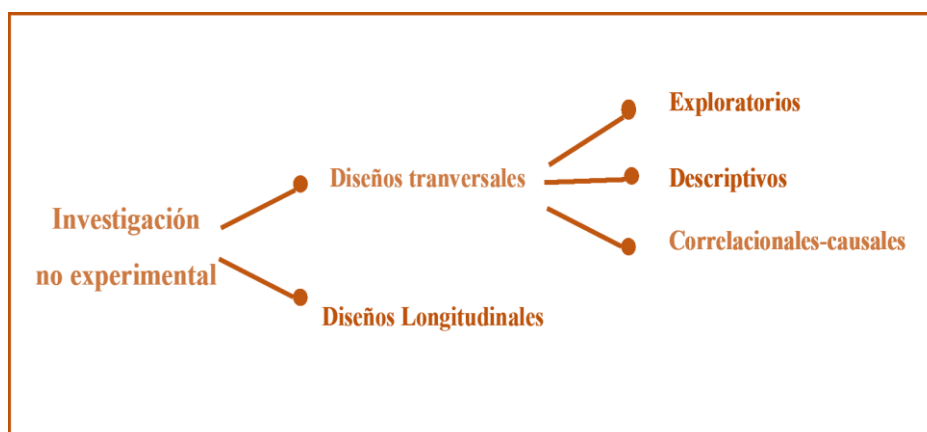 Investigación
no experimental
Diseños tranversales
Diseños Longitudinales
Exploratorios
Descriptivos
Correlacionales-causales